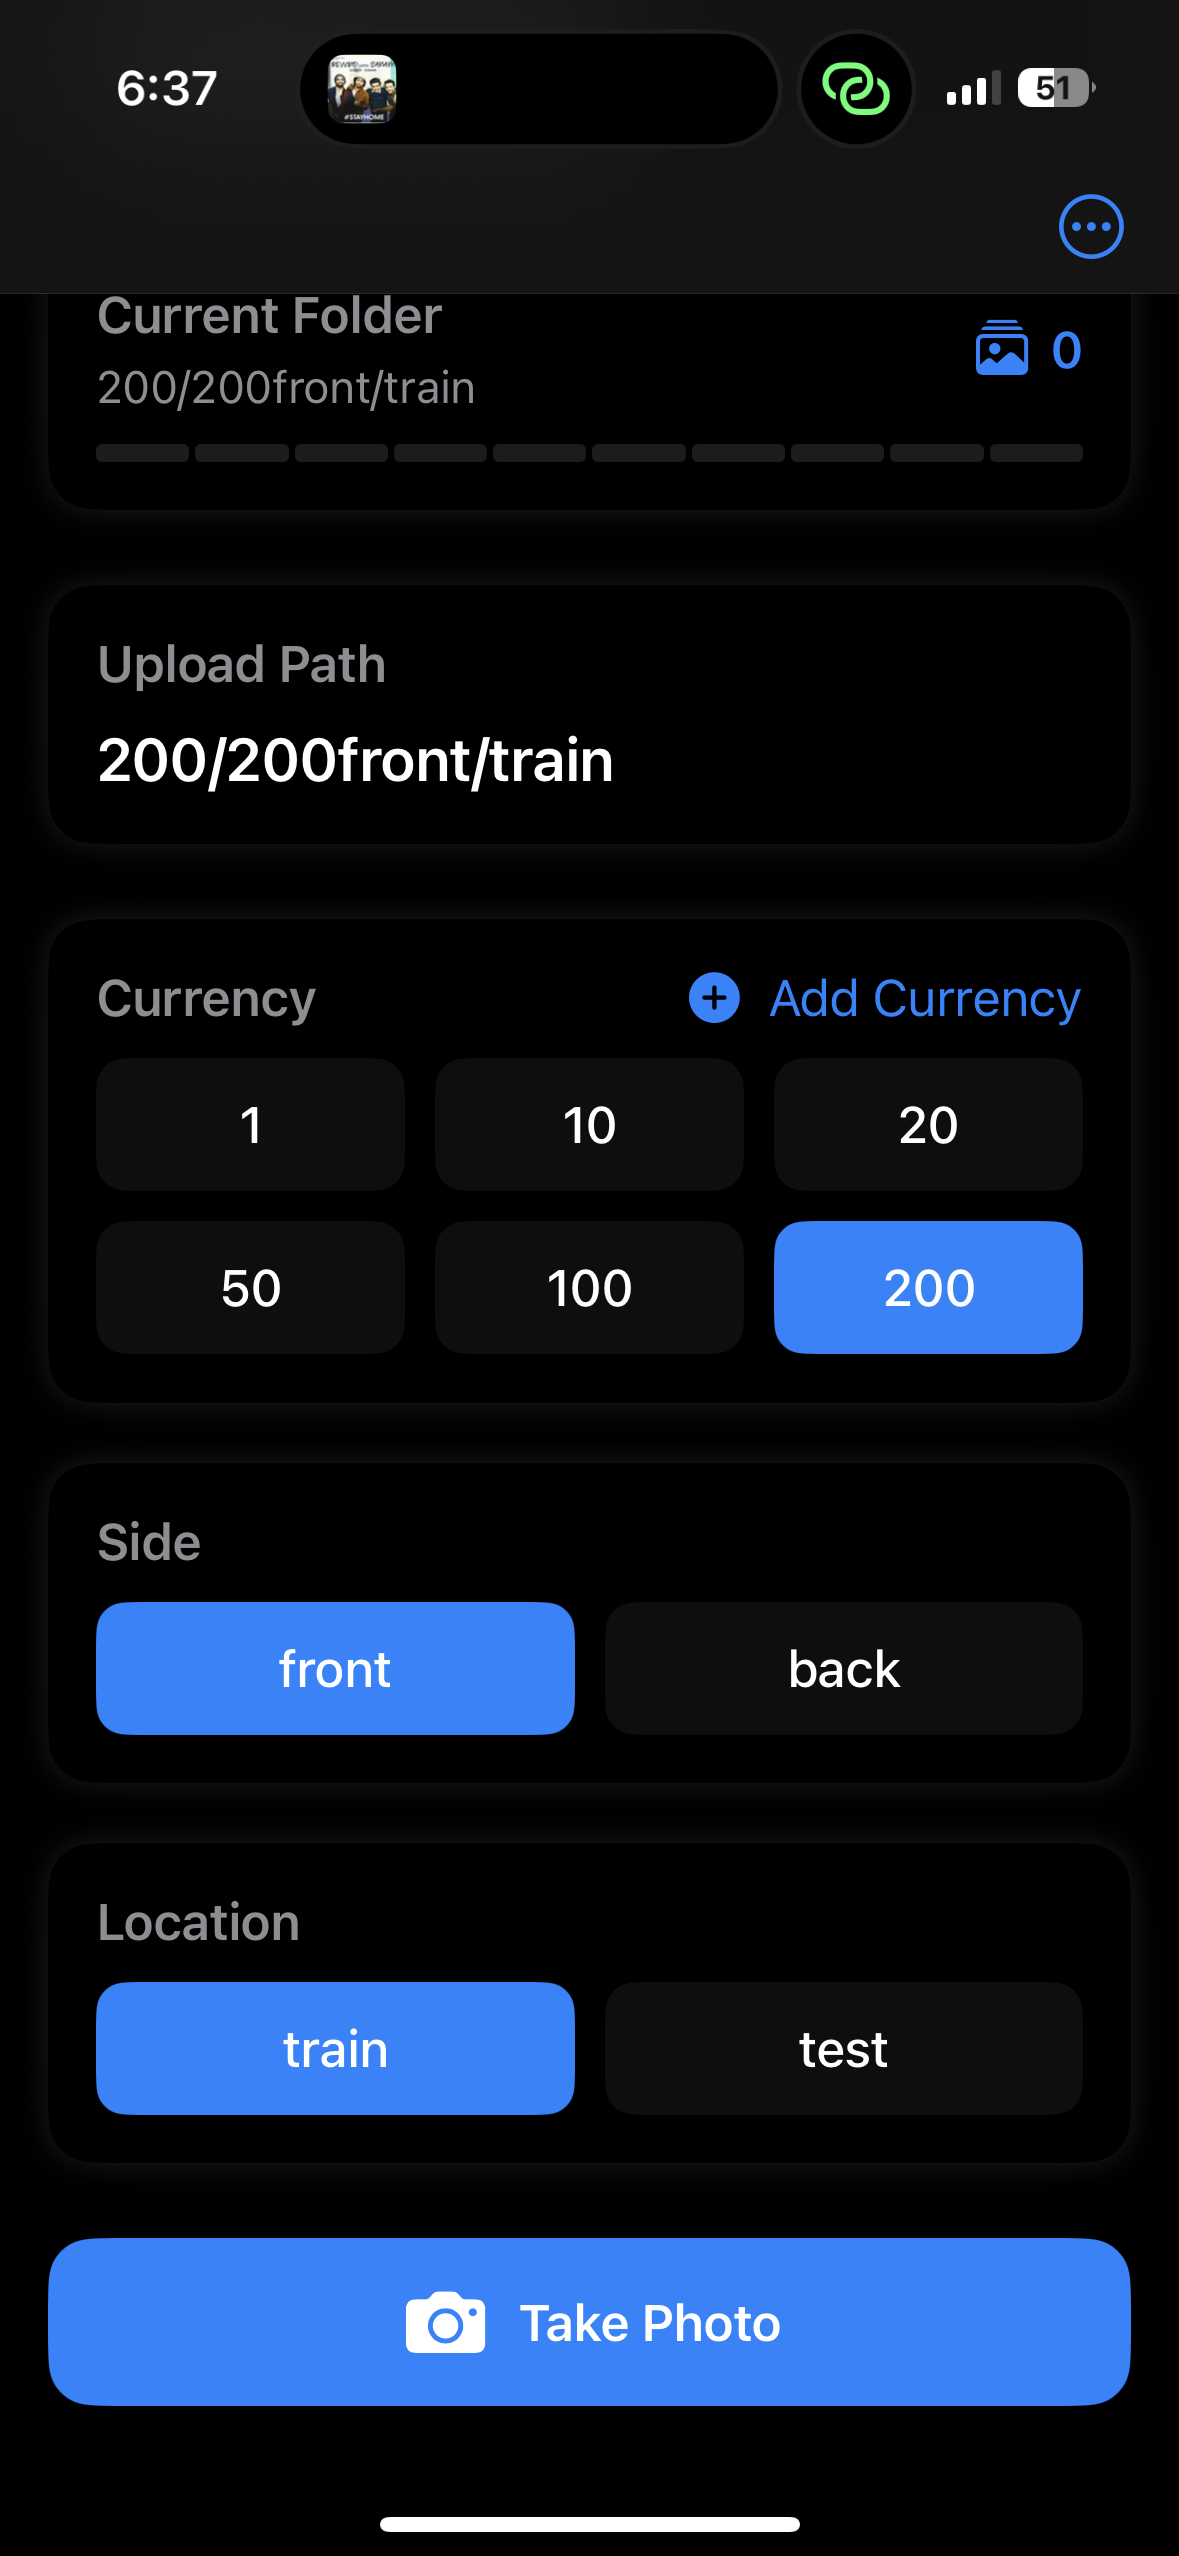 6:37
#STAYHOME
51
Current Folder
0
200/200front/train
Upload Path
200/200front/train
Currency
Add Currency
1
10
20
50
100
200
Side
front
back
Location
train
test
Take Photo